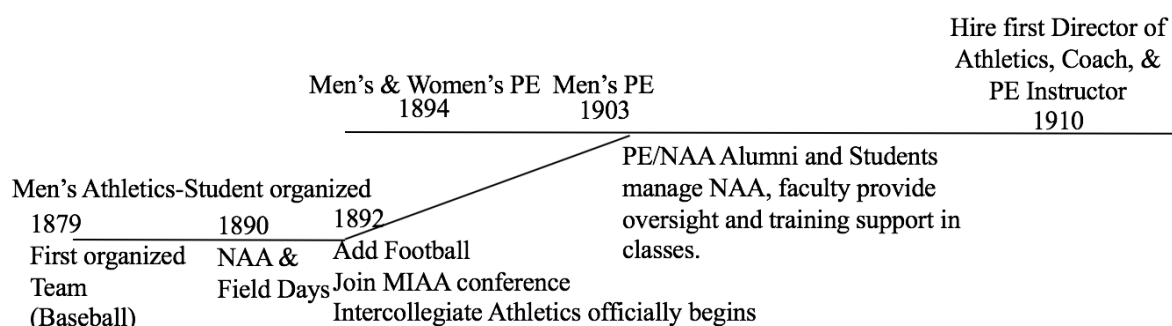 Hire first Director of
Athletics, Coach, &
PE Instructor
1910
Men’s & Women’s PE
1894
Men’s PE
1903
PE/NAA Alumni and Students
manage NAA, faculty provide
oversight and training support in
classes.
Men’s Athletics-Student organized
1879
First organized
Team
(Baseball)
1890
NAA &
Field Days
1892
Add Football
Join MIAA conference
Intercollegiate Athletics officially begins